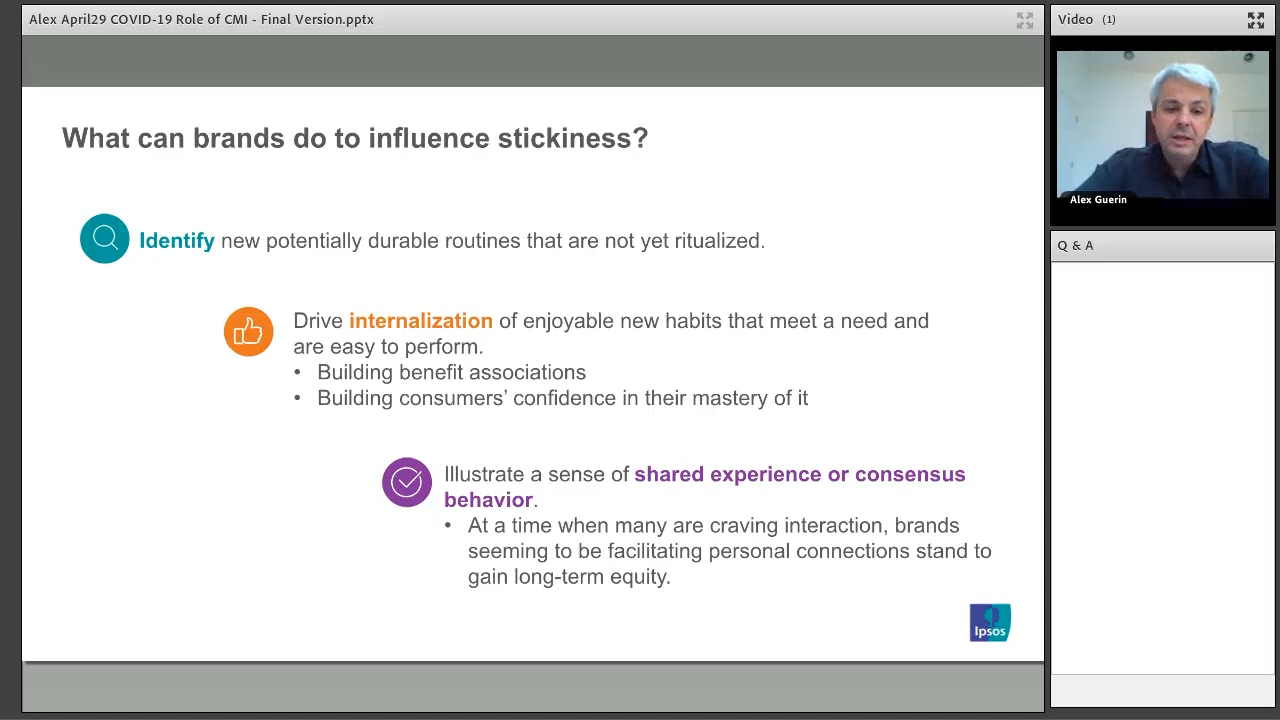 Alex April29 COVID-19 Role of CMI - Final Version.pptx
Video (1)
Alex Guerin
Q & A
What can brands do to influence stickiness?
Identify new potentially durable routines that are not yet ritualized.
Drive internalization of enjoyable new habits that meet a need and
are easy to perform.
• Building benefit associations
• Building consumers’ confidence in their mastery of it
Illustrate a sense of shared experience or consensus
behavior.
• At a time when many are craving interaction, brands
seeming to be facilitating personal connections stand to
gain long-term equity.
Ipsos